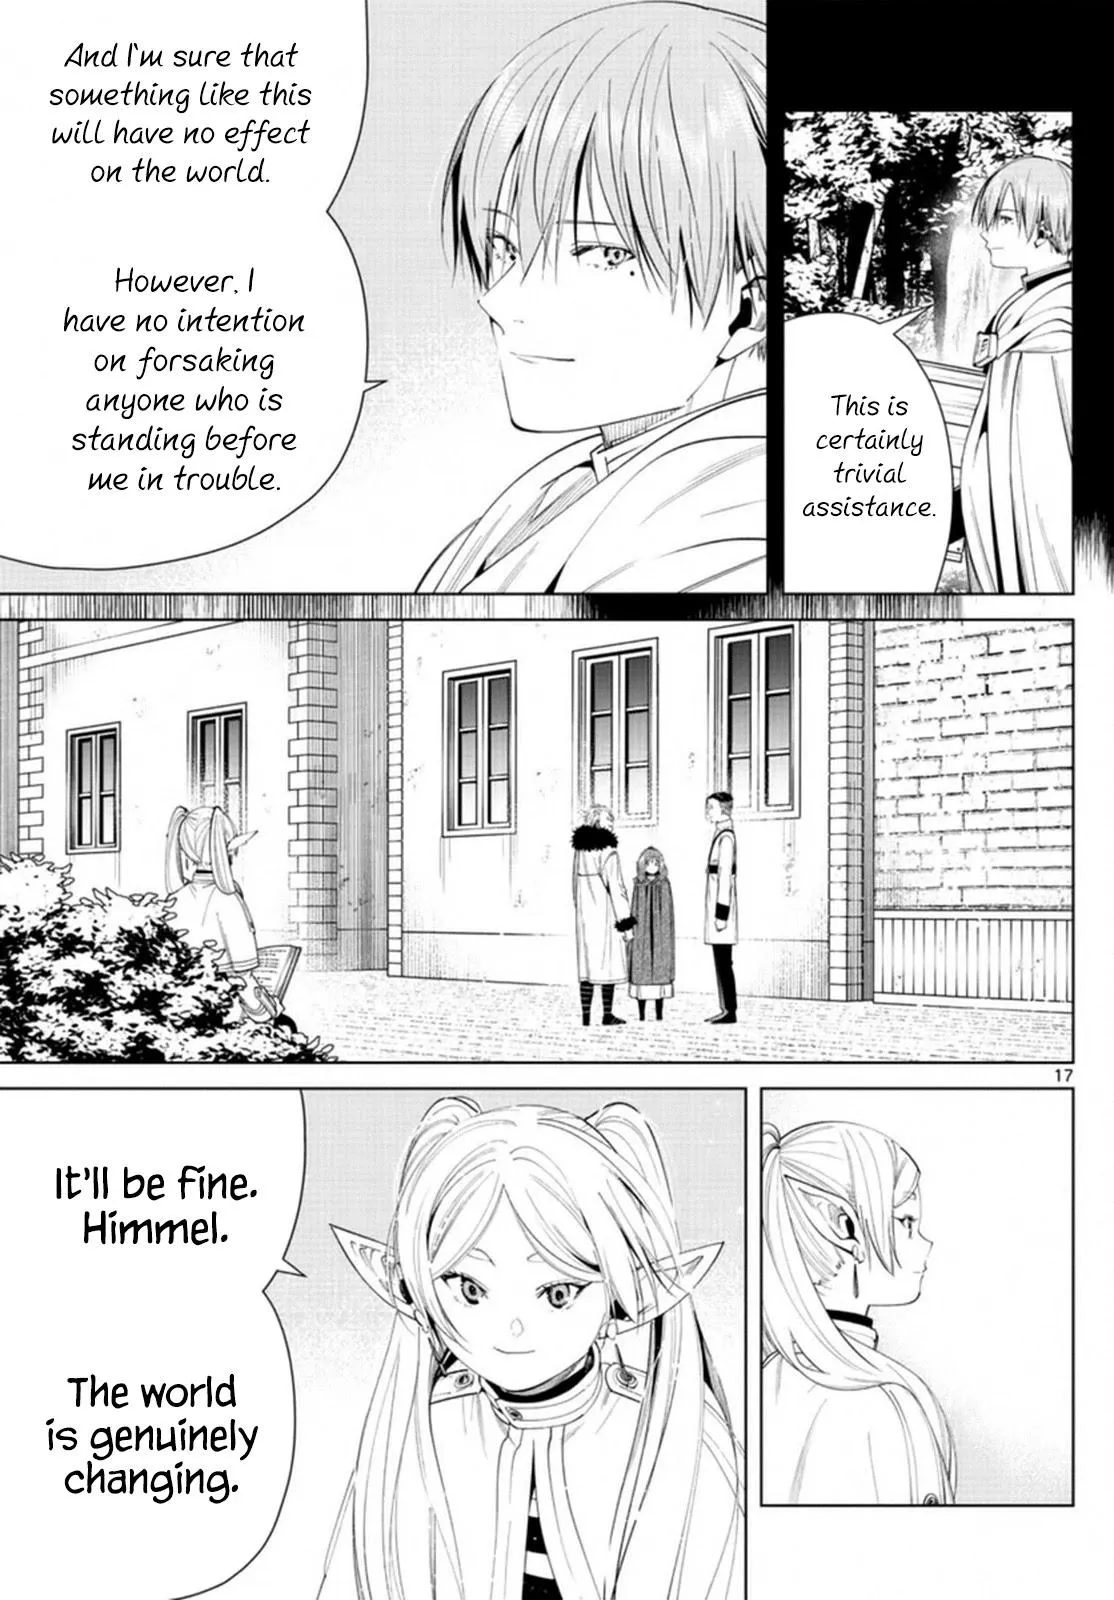 This is
certainly
trivial
assistance.
And I'm sure that
something like this
will have no effect
on the world.
However, I
have no intention
on forsaking
anyone who is
standing before
me in trouble.
17
It'll be fine.
Himmel.
The world
is genuinely
changing.